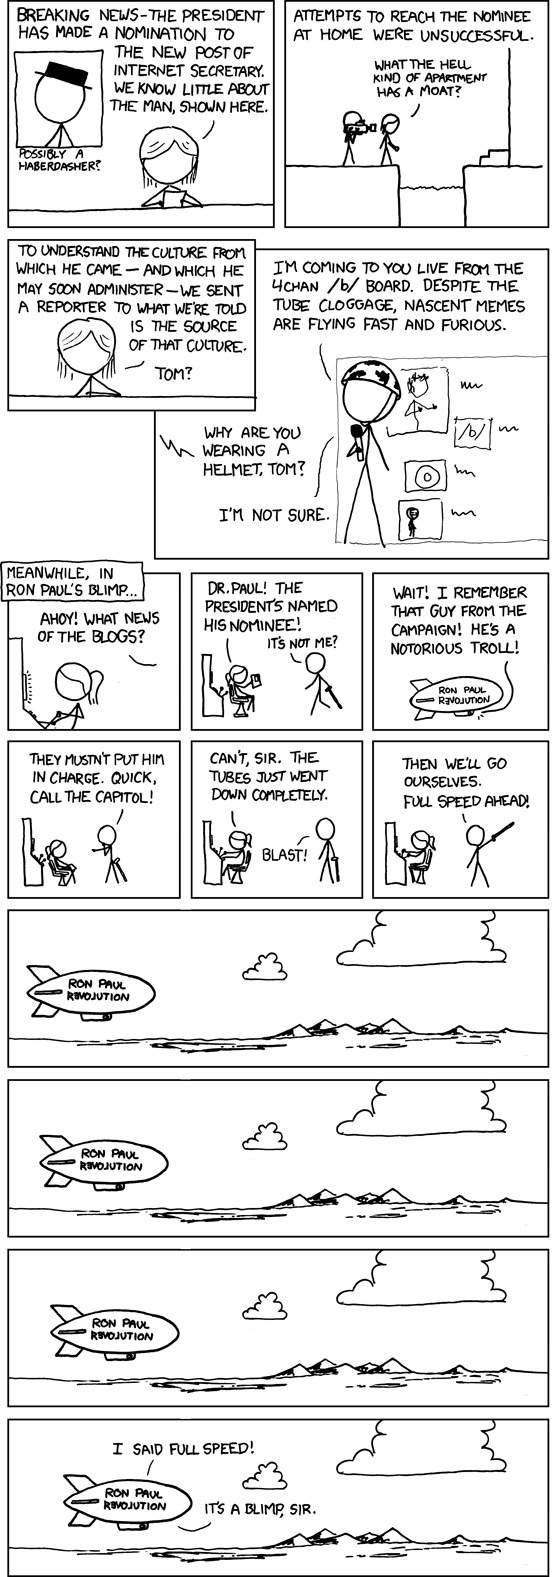 BREAKING NEWS-THE PRESIDENT
HAS MADE A NOMINATION TO
THE NEW POST OF
INTERNET SECRETARY.
WE KNOW LITTLE ABOUT
THE MAN, SHOWN HERE.
POSSIBLY A
HABERDASHER?
ATTEMPTS TO REACH THE NOMINEE
AT HOME WERE UNSUCCESSFUL.
WHAT THE HELL
KIND OF APARTMENT
HAS A MOAT?
TO UNDERSTAND THE CULTURE FROM
WHICH HE CAME — AND WHICH HE
MAY SOON ADMINISTER — WE SENT
A REPORTER TO WHAT WE'RE TOLD
IS THE SOURCE
OF THAT CULTURE.
TOM?
I'M COMING TO YOU LIVE FROM THE
4CHAN /b/ BOARD. DESPITE THE
TUBE CLOGGAGE, NASCENT MEMES
ARE FLYING FAST AND FURIOUS.
/b/
WHY ARE YOU
WEARING A
HELMET, TOM?
I'M NOT SURE.
MEANWHILE, IN
RON PAUL'S BLIMP...
AHOY! WHAT NEWS
OF THE BLOGS?
DR. PAUL! THE
PRESIDENT'S NAMED
HIS NOMINEE!
IT'S NOT ME?
WAIT! I REMEMBER
THAT GUY FROM THE
CAMPAIGN! HE'S A
NOTORIOUS TROLL!
RON PAUL
REVOLUTION
THEY MUSTN'T PUT HIM
IN CHARGE. QUICK,
CALL THE CAPITOL!
CAN'T, SIR. THE
TUBES JUST WENT
DOWN COMPLETELY.
BLAST!
THEN WE'LL GO
OURSELVES.
FULL SPEED AHEAD!
RON PAUL
REVOLUTION
RON PAUL
REVOLUTION
RON PAUL
REVOLUTION
I SAID FULL SPEED!
RON PAUL
REVOLUTION
IT'S A BLIMP, SIR.